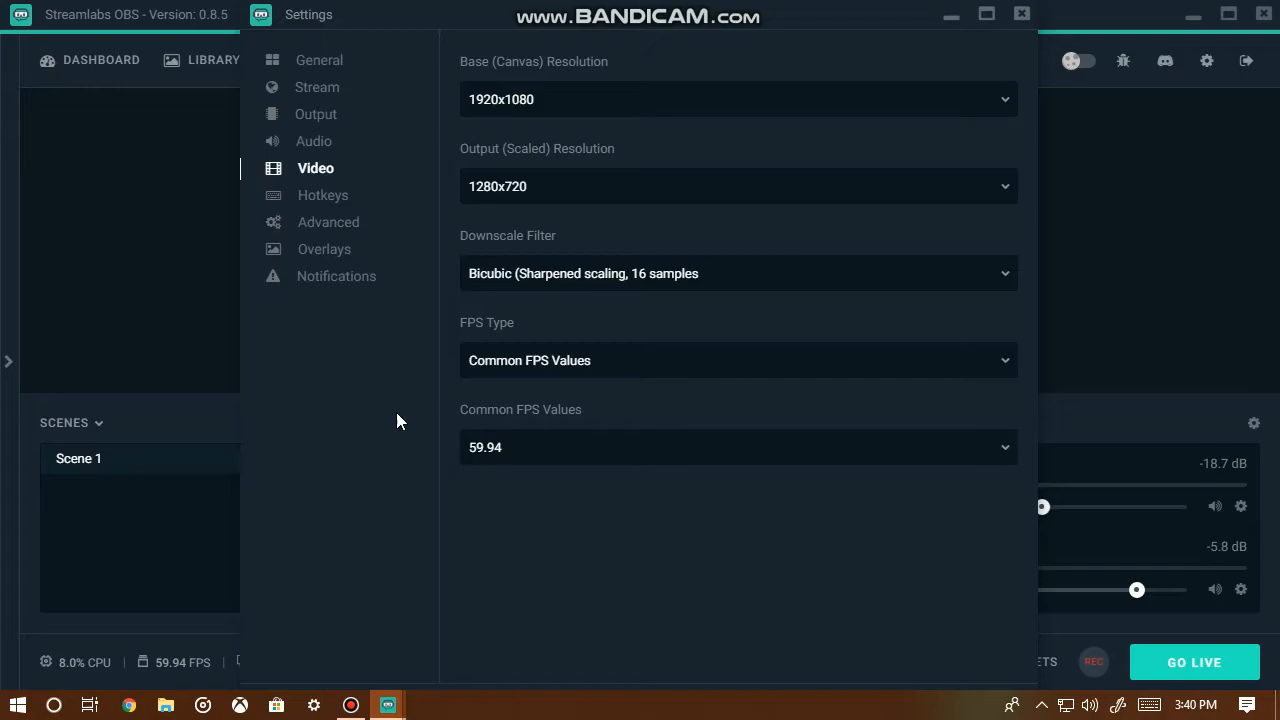 Streamlabs OBS - Version: 0.8.5
Settings
www.BANDICAM.com
DASHBOARD
LIBRARY
General
Stream
Output
Audio
Video
Hotkeys
Advanced
Overlays
Notifications
Base (Canvas) Resolution
1920x1080
Output (Scaled) Resolution
1280x720
Downscale Filter
Bicubic (Sharpened scaling, 16 samples
FPS Type
Common FPS Values
Common FPS Values
59.94
SCENES
Scene 1
-18.7 dB
-5.8 dB
8.0% CPU
59.94 FPS
ETS
REC
GO LIVE
3:40 PM